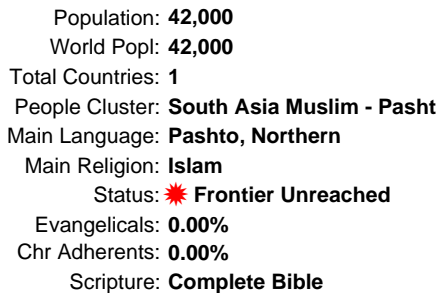 Population: 42,000
World Popl: 42,000
Total Countries: 1
People Cluster: South Asia Muslim - Pasht
Main Language: Pashto, Northern
Main Religion: Islam
Status: Frontier Unreached
Evangelicals: 0.00%
Chr Adherents: 0.00%
Scripture: Complete Bible